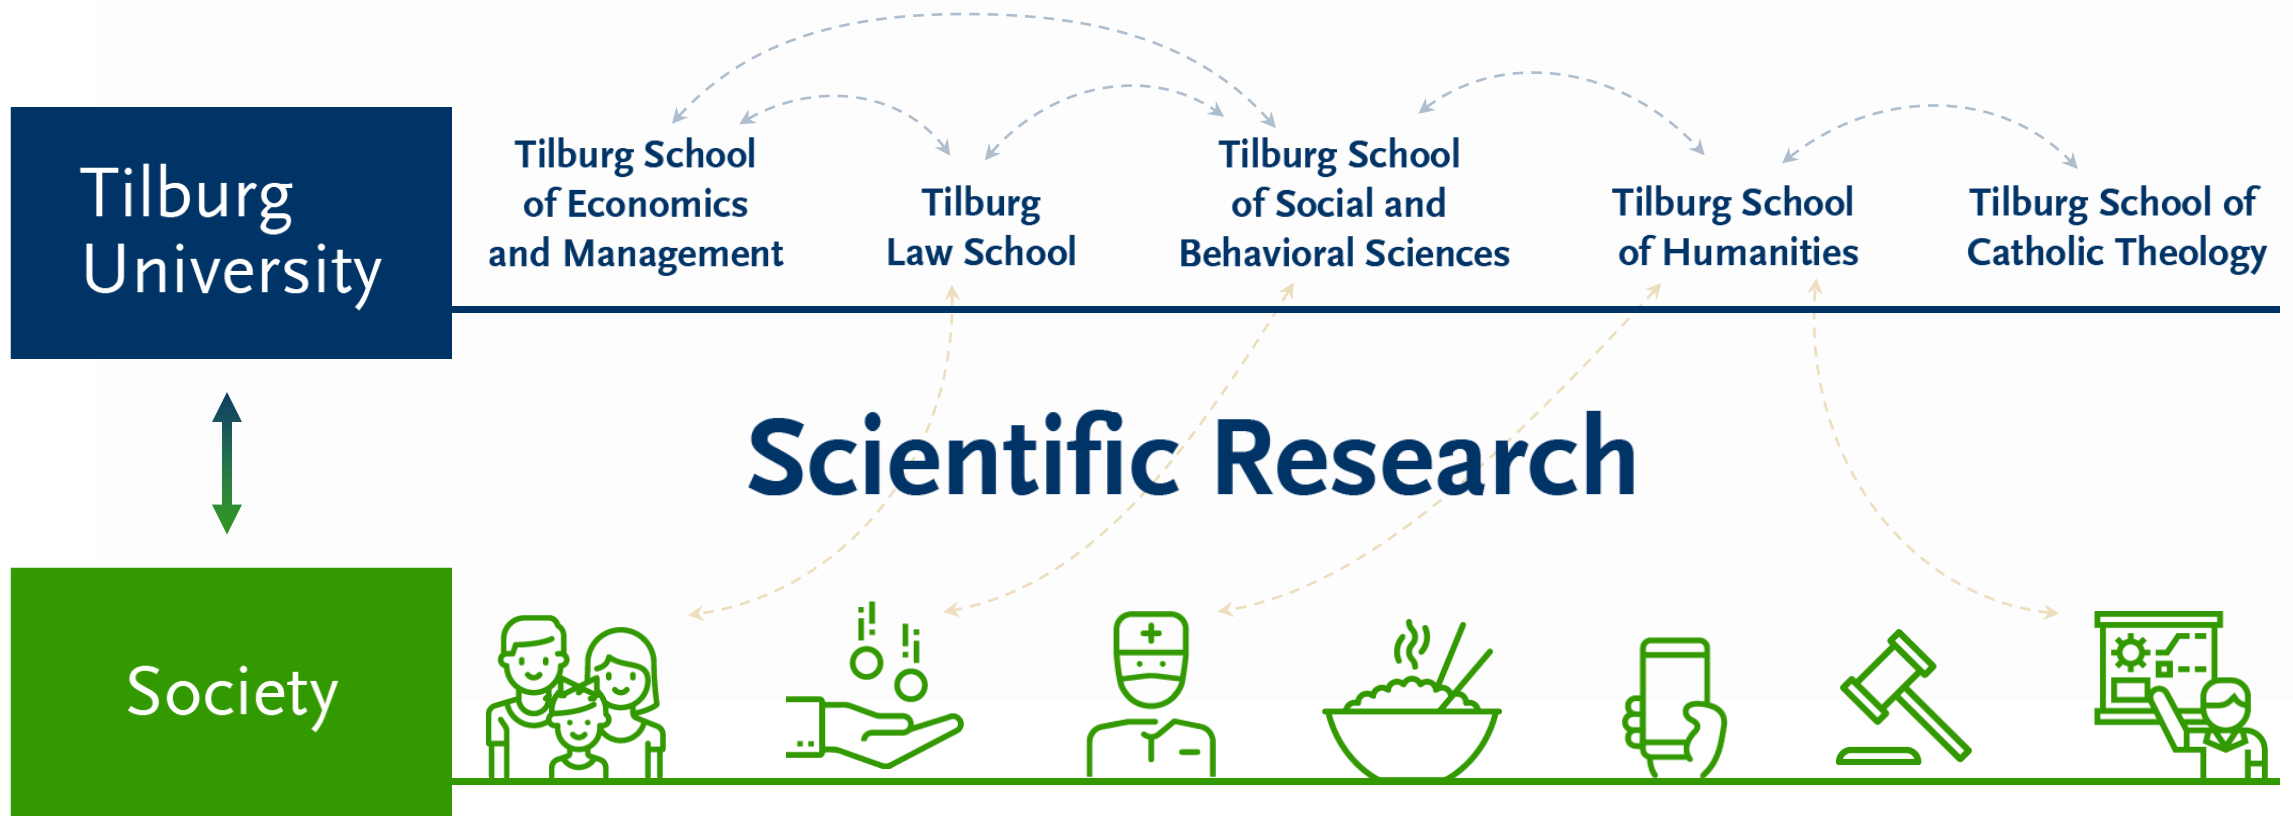 Tilburg
University
Tilburg School
of Economics
and Management
Tilburg
Law School
Tilburg School
of Social and
Behavioral Sciences
Tilburg School
of Humanities
Tilburg School of
Catholic Theology
Scientific Research
Society